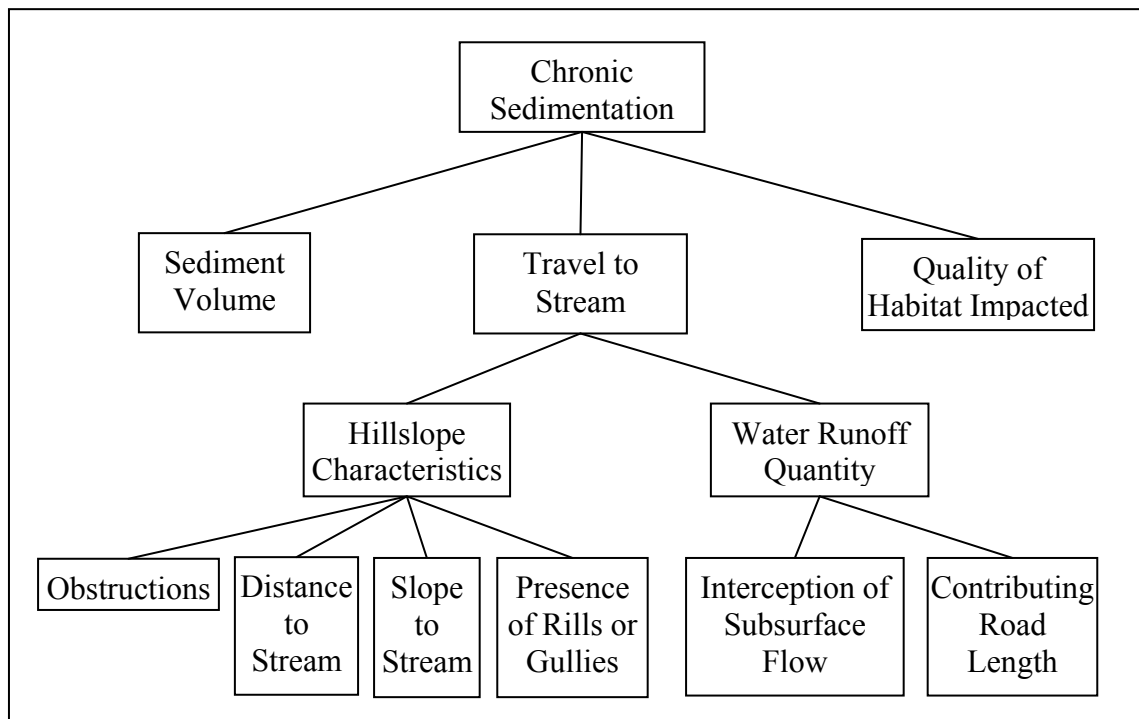 Chronic
Sedimentation
Sediment
Volume
Travel to
Stream
Quality of
Habitat Impacted
Hillslope
Characteristics
Water Runoff
Quantity
Obstructions
Distance
to
Stream
Slope
to
Stream
Presence
of Rills or
Gullies
Interception of
Subsurface
Flow
Contributing
Road
Length